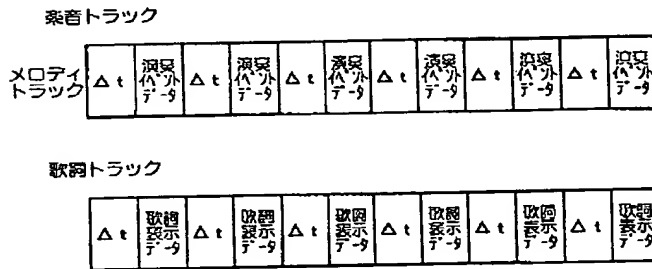 楽音トラック
メロディ
トラック
Δt 演奏イベントデータ Δt 演奏イベントデータ Δt 演奏イベントデータ Δt 演奏イベントデータ Δt 演奏イベントデータ Δt 演奏イベントデータ
歌詞トラック
Δt 歌詞表示データ Δt 歌詞表示データ Δt 歌詞表示データ Δt 歌詞表示データ Δt 歌詞表示データ Δt 歌詞表示データ